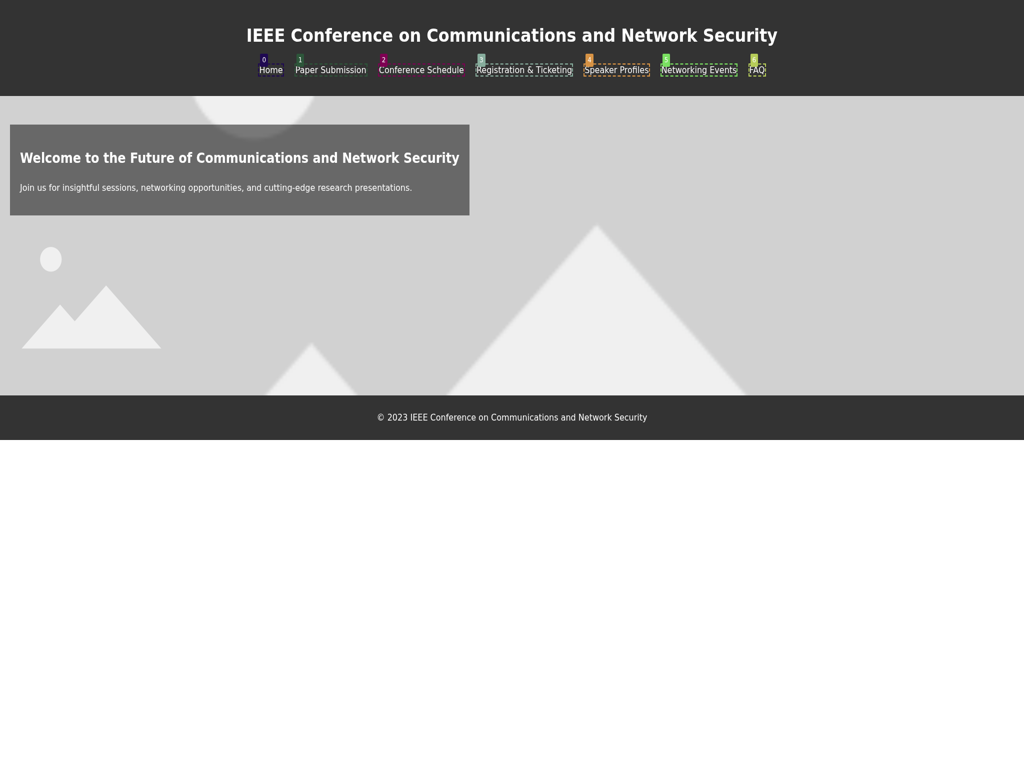 IEEE Conference on Communications and Network Security
0 1 2 3 4 5 6
Home Paper Submission Conference Schedule Registration & Ticketing Speaker Profiles Networking Events FAQ
Welcome to the Future of Communications and Network Security
Join us for insightful sessions, networking opportunities, and cutting-edge research presentations.
© 2023 IEEE Conference on Communications and Network Security